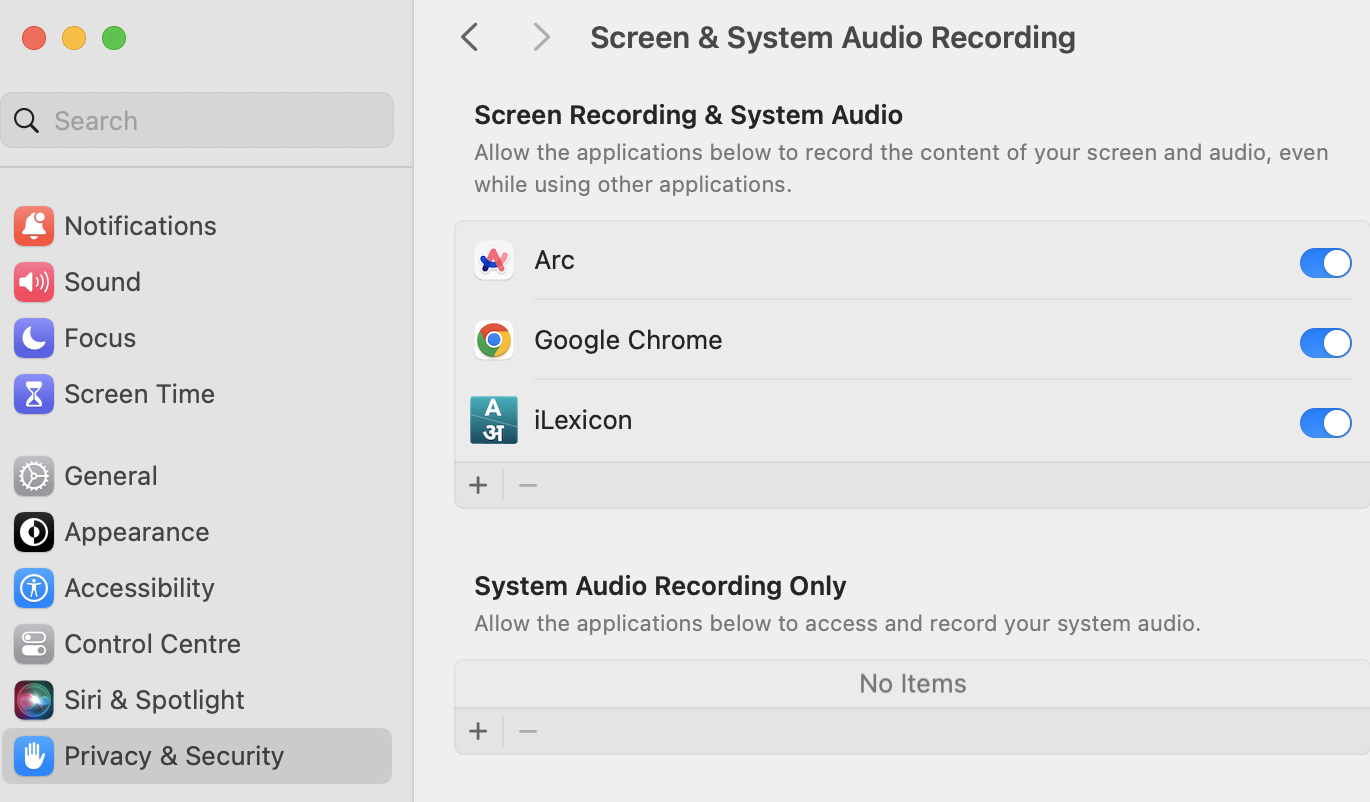 Search
Notifications
Sound
Focus
Screen Time
General
Appearance
Accessibility
Control Centre
Siri & Spotlight
Privacy & Security
Screen & System Audio Recording
Screen Recording & System Audio
Allow the applications below to record the content of your screen and audio, even
while using other applications.
Arc
Google Chrome
A
अ
iLexicon
System Audio Recording Only
Allow the applications below to access and record your system audio.
No Items